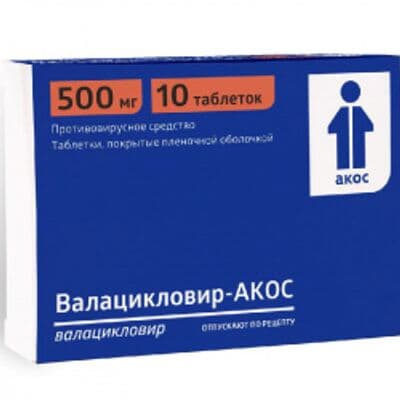 500 мг 10 таблеток
Противовирусное средство
Таблетки, покрытые пленочной оболочкой
акос
Валацикловир-АКОС
валацикловир
ОТПУСКАЮТ ПО РЕЦЕПТУ